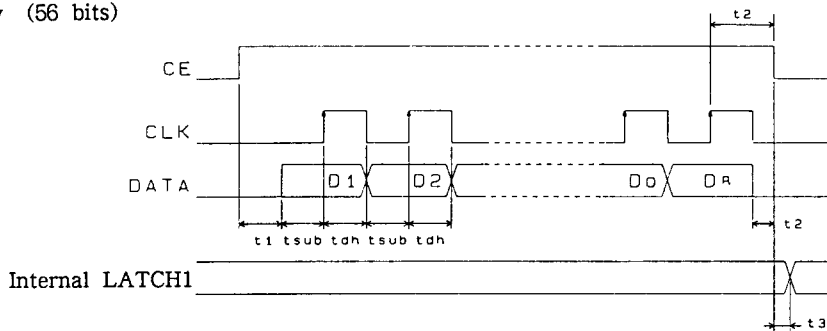 (56 bits)
t2
CE
CLK
DATA
D1 D2 DO DR
t1 tsub tdh tsub tdh t2
Internal LATCH1
t3